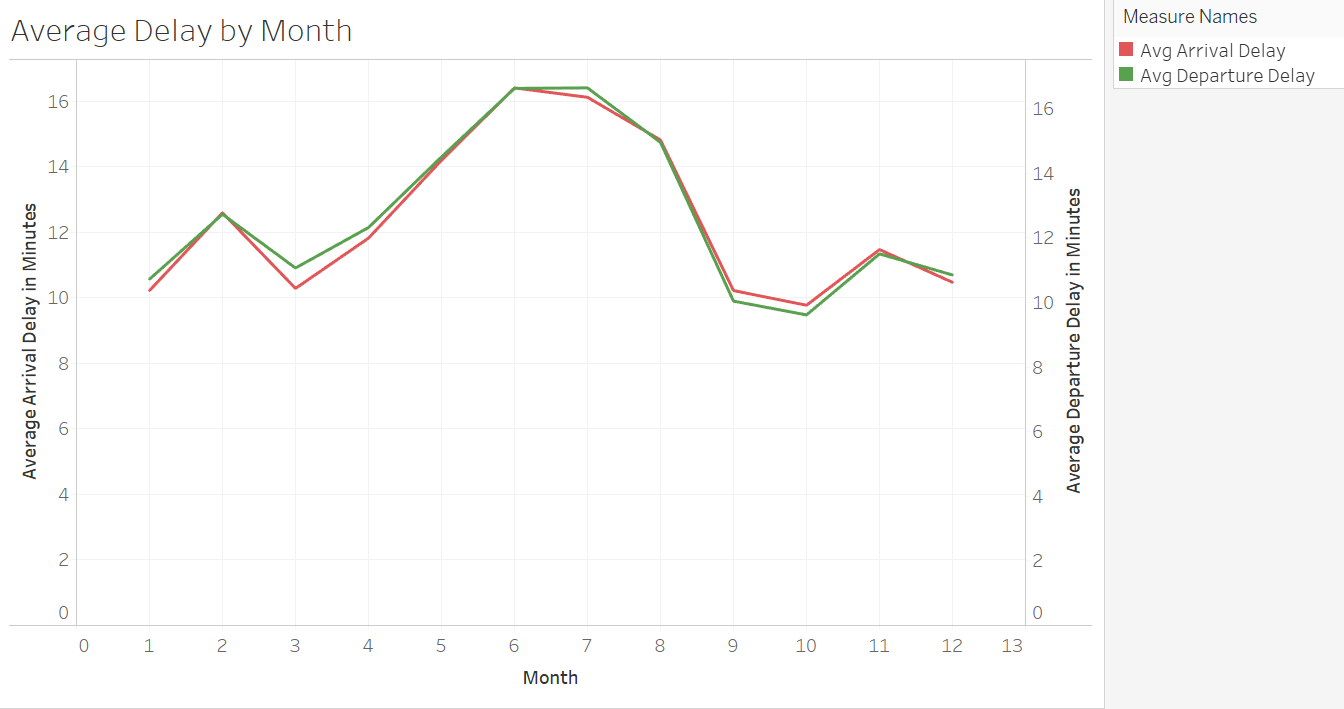 Average Delay by Month
Measure Names
Avg Arrival Delay
Avg Departure Delay
Average Arrival Delay in Minutes
16
14
12
10
8
6
4
2
0
16
14
12
10
8
6
4
2
0
Average Departure Delay in Minutes
0 1 2 3 4 5 6 7 8 9 10 11 12 13
Month